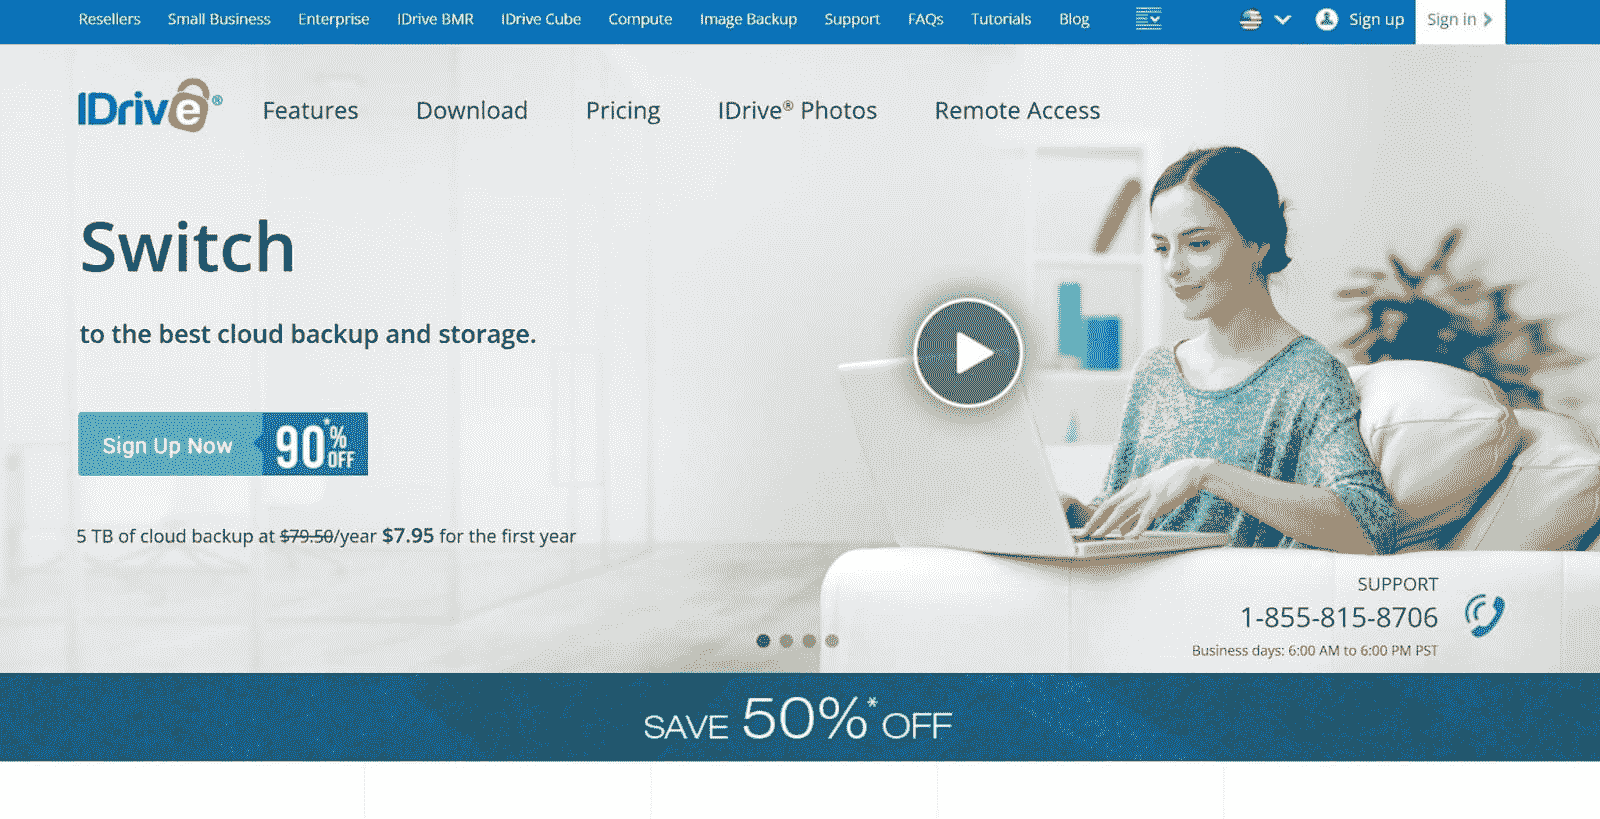 Resellers Small Business Enterprise IDrive BMR IDrive Cube Compute Image Backup Support FAQs Tutorials Blog Sign up Sign in
IDrive® Features Download Pricing IDrive® Photos Remote Access
Switch
to the best cloud backup and storage.
Sign Up Now 90*% OFF
5 TB of cloud backup at $79.50/year $7.95 for the first year
SUPPORT
1-855-815-8706
Business days: 6:00 AM to 6:00 PM PST
SAVE 50%* OFF